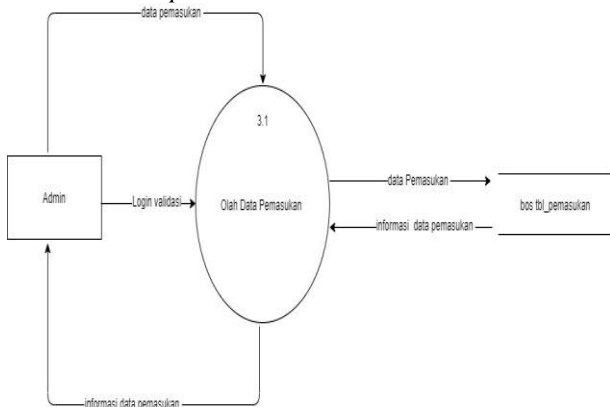 data pemasukan
3.1
Admin
Login validasi
Olah Data Pemasukan
data Pemasukan
bos tbl_pemasukan
informasi data pemasukan
informasi data pemasukan